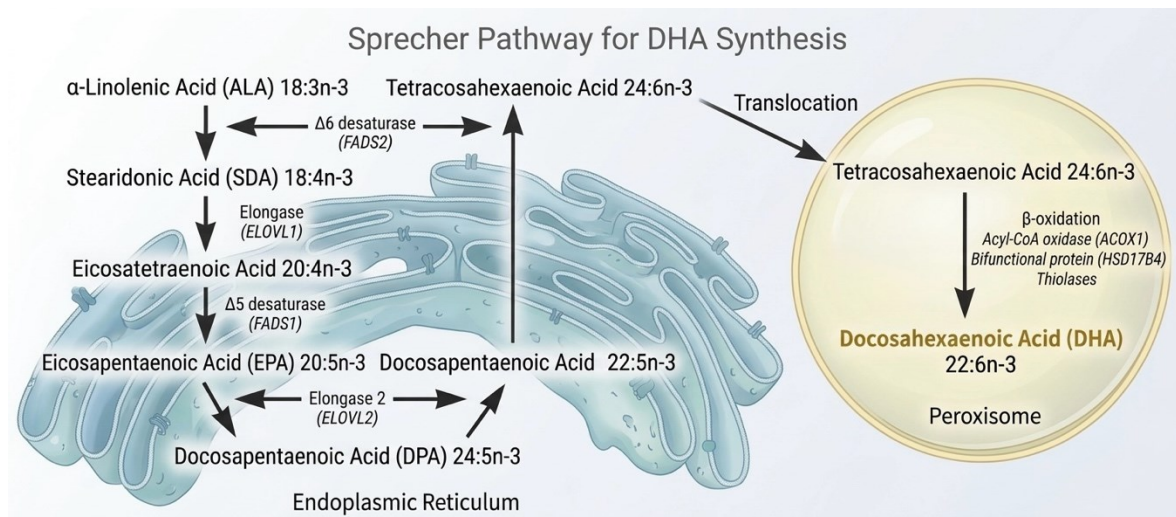 Sprecher Pathway for DHA Synthesis
α-Linolenic Acid (ALA) 18:3n-3
Δ6 desaturase
(FADS2)
Stearidonic Acid (SDA) 18:4n-3
Elongase
(ELOVL1)
Eicosatetraenoic Acid 20:4n-3
Δ5 desaturase
(FADS1)
Eicosapentaenoic Acid (EPA) 20:5n-3
Elongase 2
(ELOVL2)
Docosapentaenoic Acid (DPA) 24:5n-3
Docosapentaenoic Acid 22:5n-3
Tetracosahexaenoic Acid 24:6n-3
Endoplasmic Reticulum
Translocation
Tetracosahexaenoic Acid 24:6n-3
β-oxidation
Acyl-CoA oxidase (ACOX1)
Bifunctional protein (HSD17B4)
Thiolases
Docosahexaenoic Acid (DHA)
22:6n-3
Peroxisome